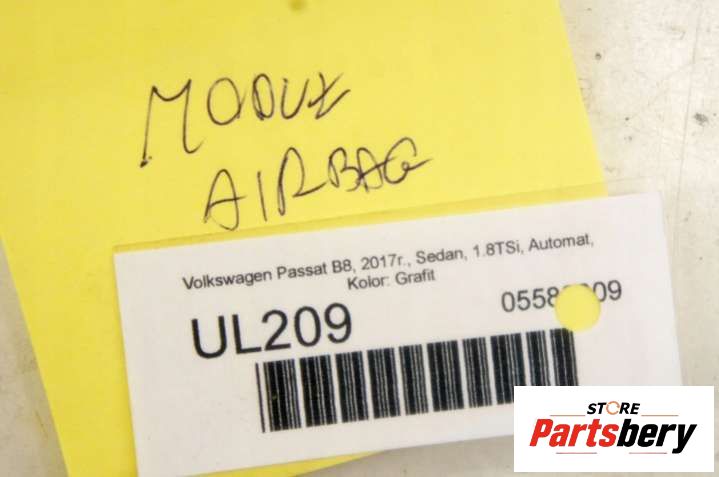 MODUŁ
AIRBAG
Volkswagen Passat B8, 2017r., Sedan, 1.8TSi, Automat,
Kolor: Grafit
UL209
STORE
Partsbery